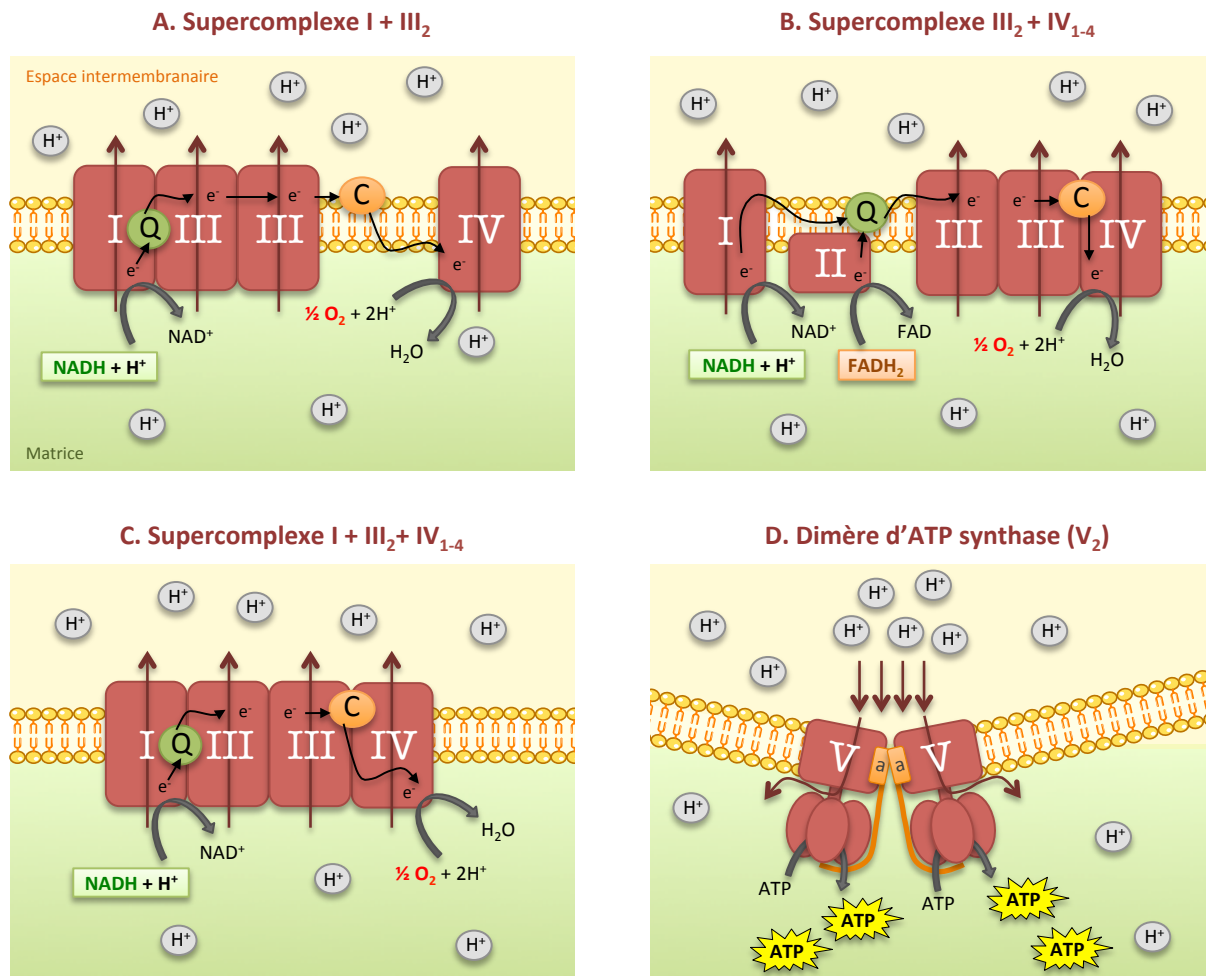 A. Supercomplexe I + III₂
Espace intermembranaire
H⁺
H⁺
H⁺
H⁺
H⁺
I
Q
III
III
C
IV
e⁻
e⁻
e⁻
e⁻
½ O₂ + 2H⁺
NAD⁺
H₂O
H⁺
NADH + H⁺
H⁺
H⁺
Matrice
B. Supercomplexe III₂ + IV₁₋₄
H⁺
H⁺
H⁺
H⁺
I
Q
II
III
III
C
IV
e⁻
e⁻
e⁻
e⁻
e⁻
NAD⁺
FAD
½ O₂ + 2H⁺
H₂O
NADH + H⁺
FADH₂
H⁺
H⁺
H⁺
C. Supercomplexe I + III₂+ IV₁₋₄
H⁺
H⁺
H⁺
H⁺
H⁺
I
Q
III
III
C
IV
e⁻
e⁻
e⁻
e⁻
H₂O
NAD⁺
NADH + H⁺
½ O₂ + 2H⁺
H⁺
H⁺
H⁺
D. Dimère d’ATP synthase (V₂)
H⁺
H⁺
H⁺
H⁺
H⁺
H⁺
H⁺
H⁺
V
a
a
V
H⁺
H⁺
ATP
ATP
ATP
ATP
ATP
ATP
H⁺